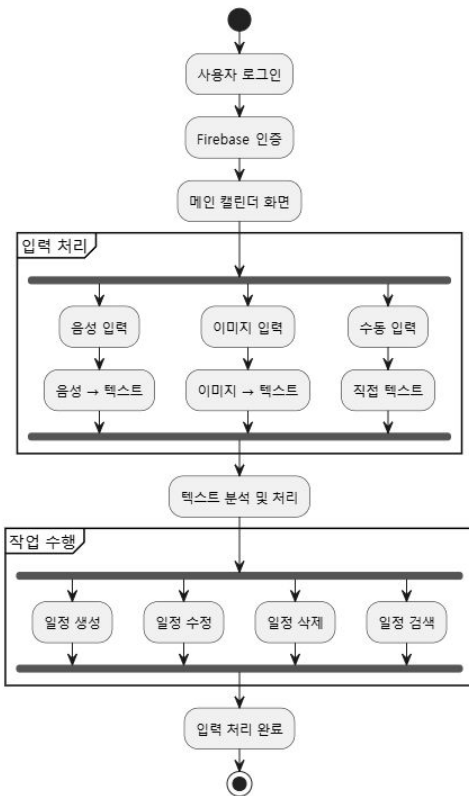 사용자 로그인
Firebase 인증
메인 캘린더 화면
입력 처리
음성 입력
이미지 입력
수동 입력
음성 → 텍스트
이미지 → 텍스트
직접 텍스트
텍스트 분석 및 처리
작업 수행
일정 생성
일정 수정
일정 삭제
일정 검색
입력 처리 완료